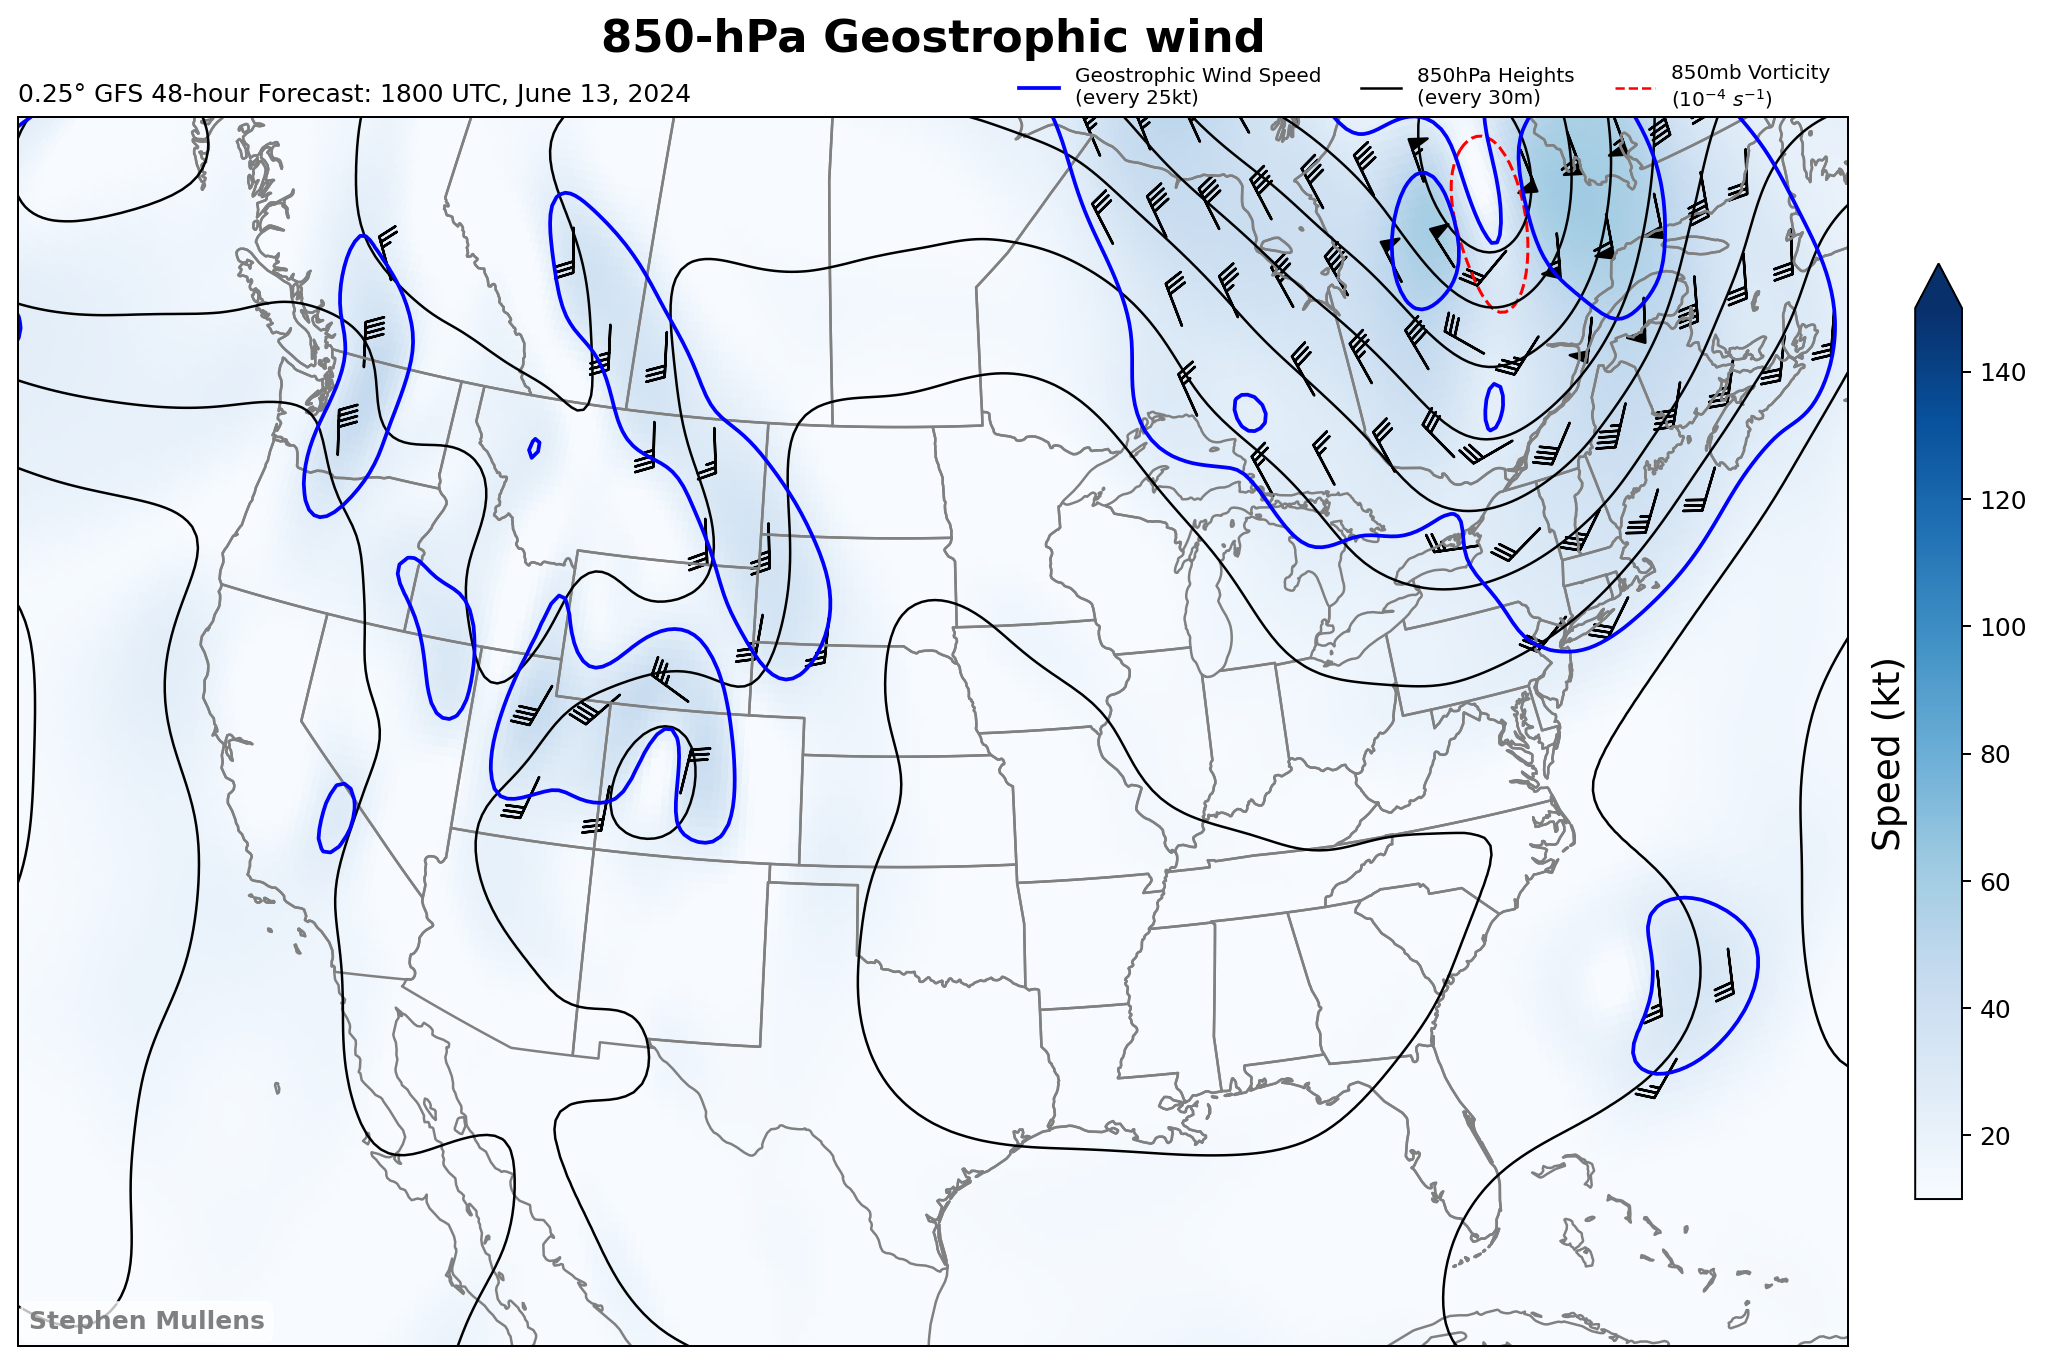 850-hPa Geostrophic wind
0.25° GFS 48-hour Forecast: 1800 UTC, June 13, 2024
Geostrophic Wind Speed
(every 25kt)
850hPa Heights
(every 30m)
850mb Vorticity
(10⁻⁴ s⁻¹)
140
120
100
80
60
40
20
Speed (kt)
Stephen Mullens